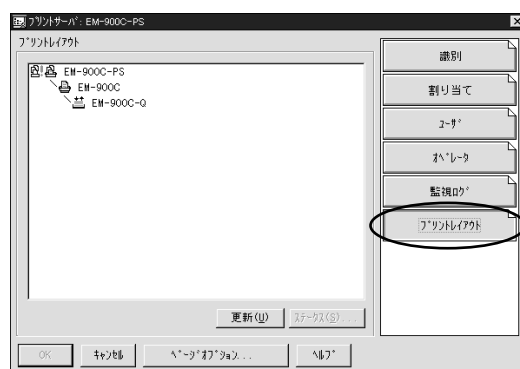 プリントサーバ: EM-900C-PS
プリントレイアウト
EM-900C-PS
EM-900C
EM-900C-Q
更新(U)
ステータス(S)...
識別
割り当て
ユーザ
オペレータ
監視ログ
プリントレイアウト
OK
キャンセル
ページオプション...
ヘルプ